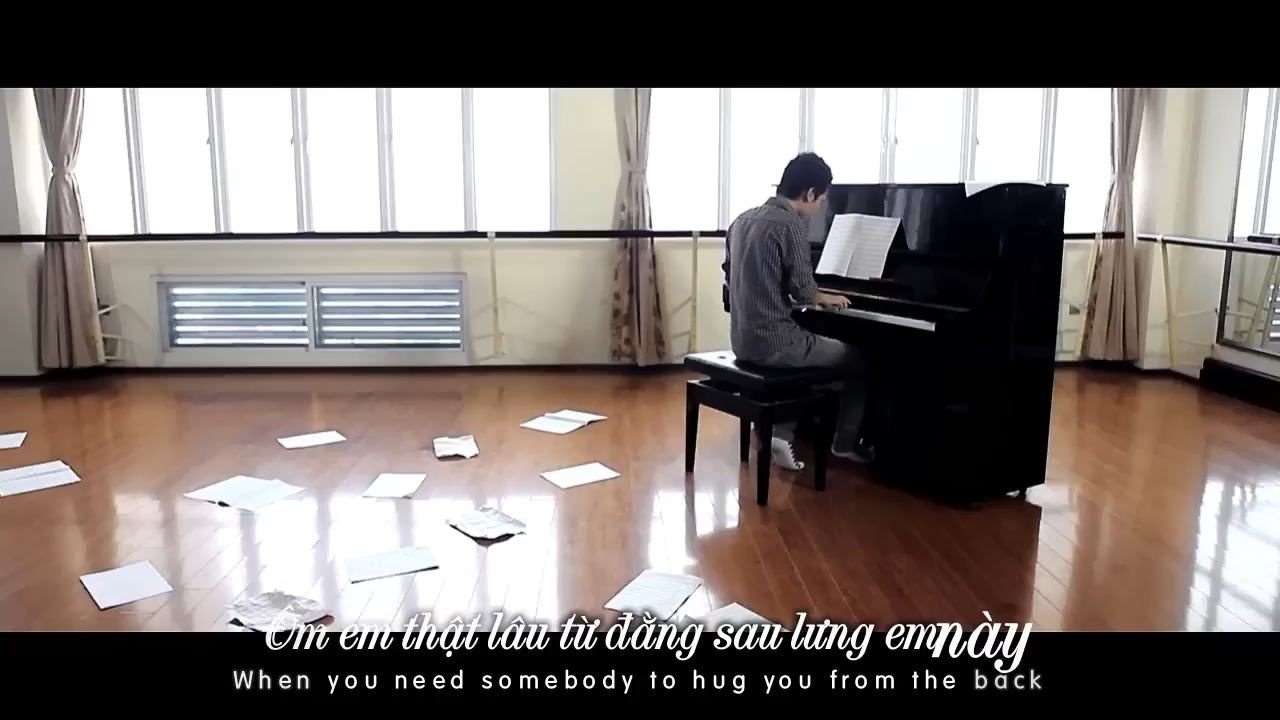 Ôm em thật lâu từ đằng sau lưng em này
When you need somebody to hug you from the back